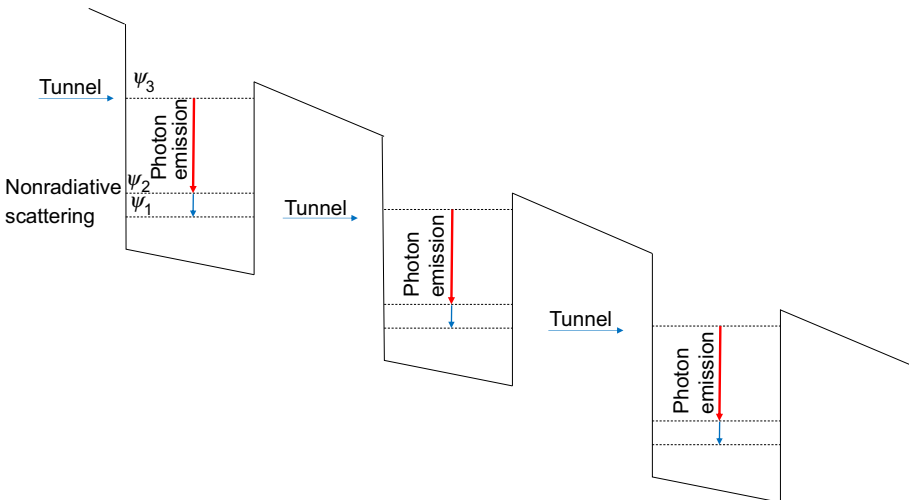 Tunnel
ψ3
Photon
emission
Nonradiative
scattering
ψ2
ψ1
Tunnel
Photon
emission
Tunnel
Photon
emission